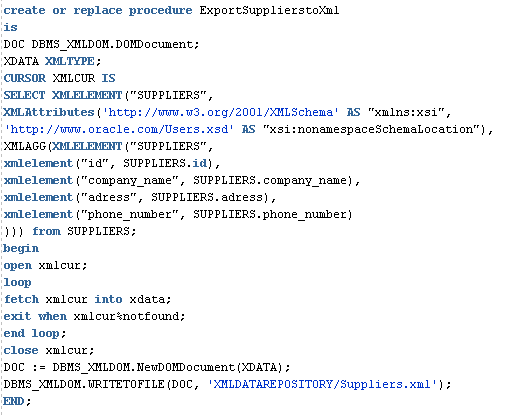 create or replace procedure ExportSupplierstoXml
is
DOC DBMS_XMLDOM.DOMDocument;
XDATA XMLTYPE;
CURSOR XMLCUR IS
SELECT XMLELEMENT("SUPPLIERS",
XMLAttributes('http://www.w3.org/2001/XMLSchema' AS "xmlns:xsi",
'http://www.oracle.com/Users.xsd' AS "xsi:nonamespaceSchemaLocation"),
XMLAGG(XMLELEMENT("SUPPLIERS",
xmlelement("id", SUPPLIERS.id),
xmlelement("company_name", SUPPLIERS.company_name),
xmlelement("adress", SUPPLIERS.adress),
xmlelement("phone_number", SUPPLIERS.phone_number)
))) from SUPPLIERS;
begin
open xmlcur;
loop
fetch xmlcur into xdata;
exit when xmlcur%notfound;
end loop;
close xmlcur;
DOC := DBMS_XMLDOM.NewDOMDocument(XDATA);
DBMS_XMLDOM.WRITETOFILE(DOC, 'XMLDATAREPOSITORY/Suppliers.xml');
END;